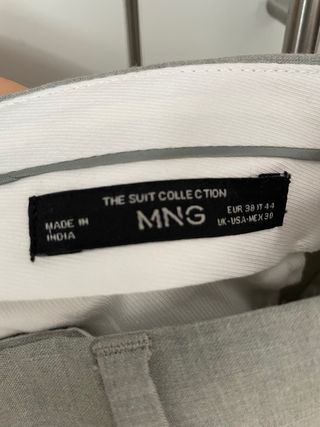 THE SUIT COLLECTION
MADE IN
INDIA
MNG
EUR 38 IT 44
UK-USA-MEX 30